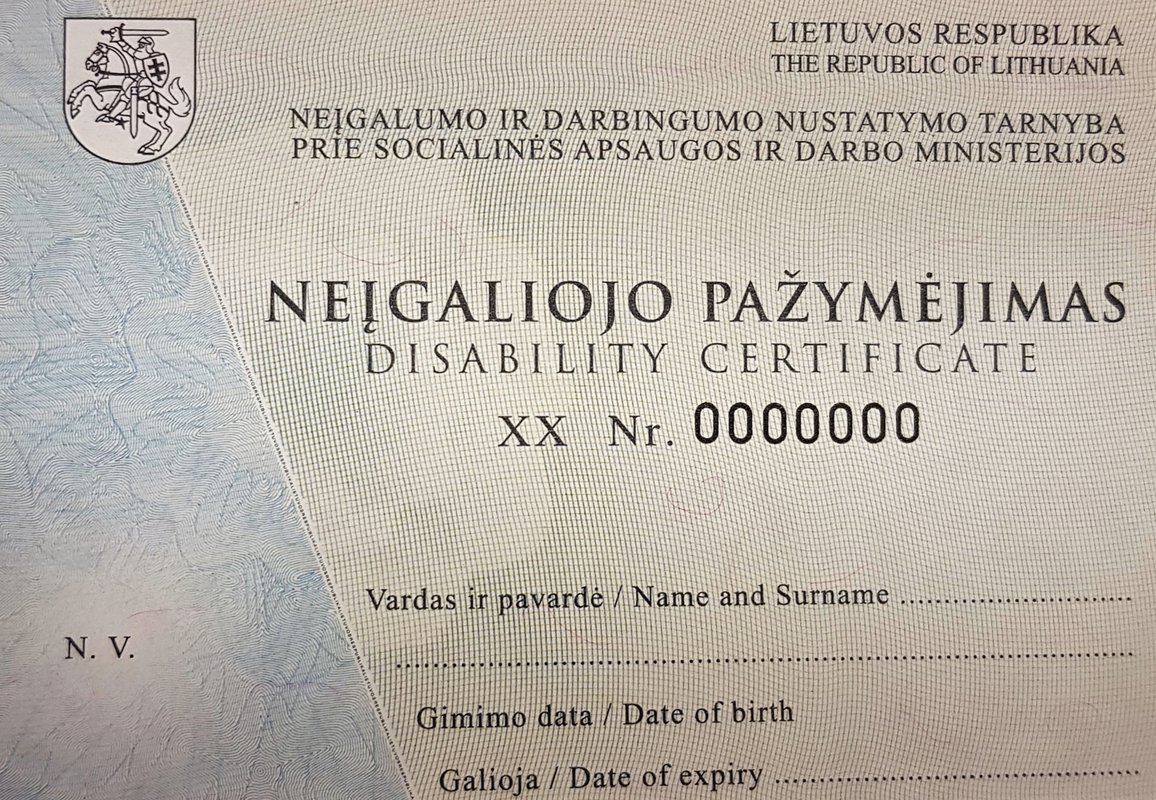 LIETUVOS RESPUBLIKA
THE REPUBLIC OF LITHUANIA
NEĮGALUMO IR DARBINGUMO NUSTATYMO TARNYBA
PRIE SOCIALINĖS APSAUGOS IR DARBO MINISTERIJOS
NEĮGALIOJO PAŽYMĖJIMAS
DISABILITY CERTIFICATE
XX Nr. 0000000
Vardas ir pavardė / Name and Surname ..............................
....................................................................................................
N. V.
Gimimo data / Date of birth
Galioja / Date of expiry ..................................................